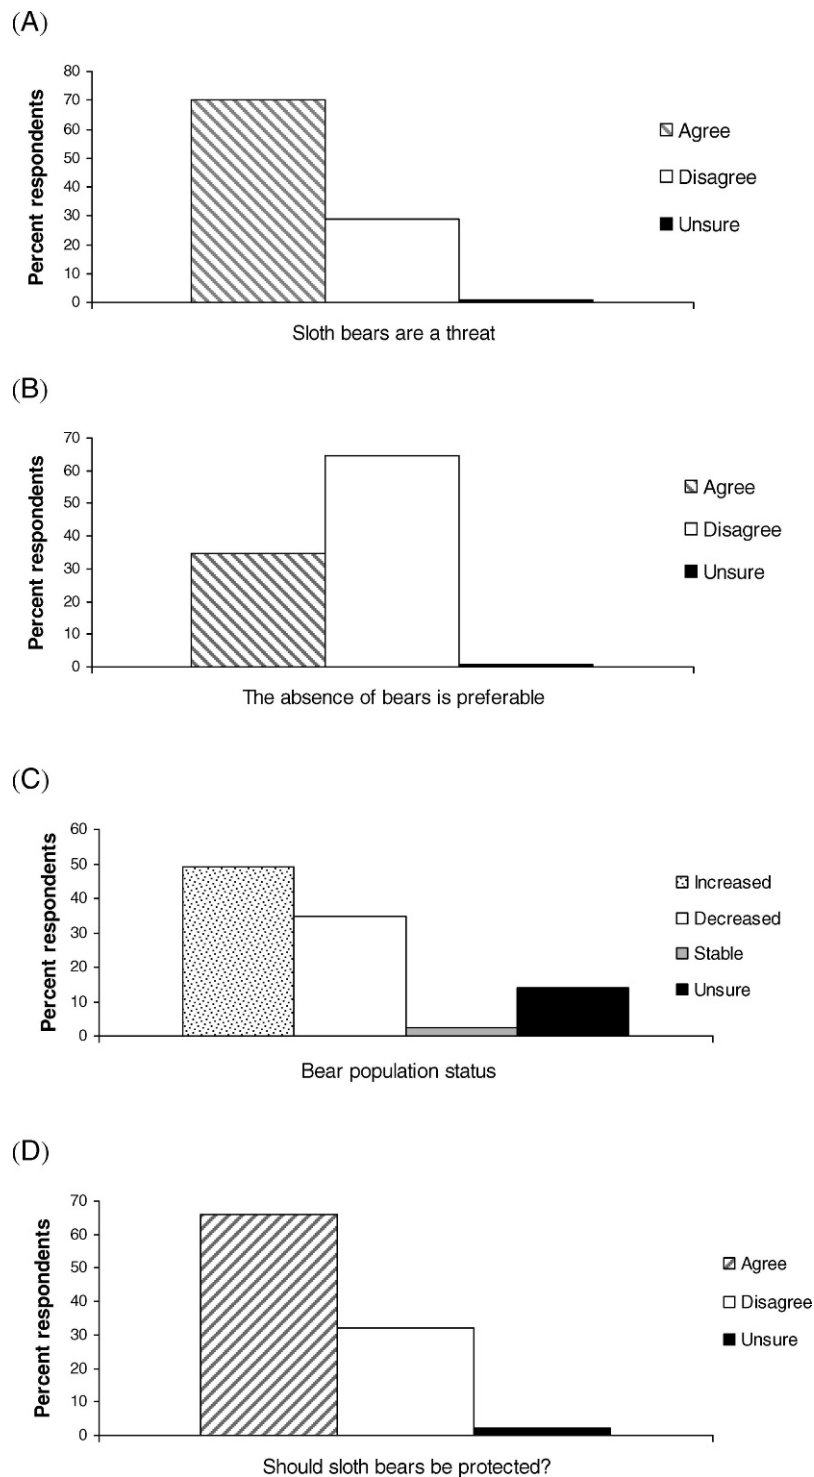 (A)
80
70
60
50
40
30
20
10
0
Percent respondents
Agree
Disagree
Unsure
Sloth bears are a threat
(B)
70
60
50
40
30
20
10
0
Percent respondents
Agree
Disagree
Unsure
The absence of bears is preferable
(C)
60
50
40
30
20
10
0
Percent respondents
Increased
Decreased
Stable
Unsure
Bear population status
(D)
70
60
50
40
30
20
10
0
Percent respondents
Agree
Disagree
Unsure
Should sloth bears be protected?